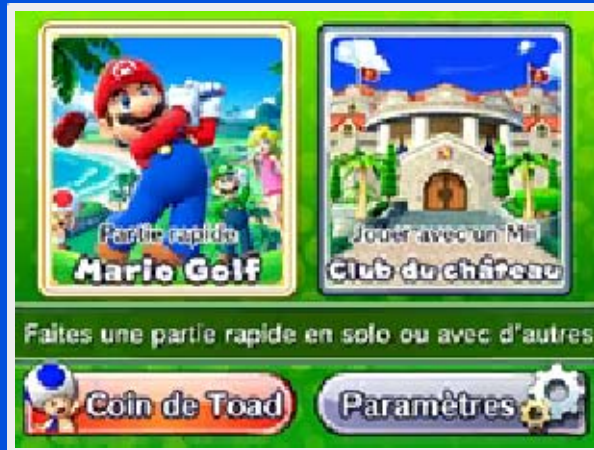 Partie rapide
Mario Golf
Jouer avec un Mii
Club du château
Faites une partie rapide en solo ou avec d'autres
Coin de Toad
Paramètres